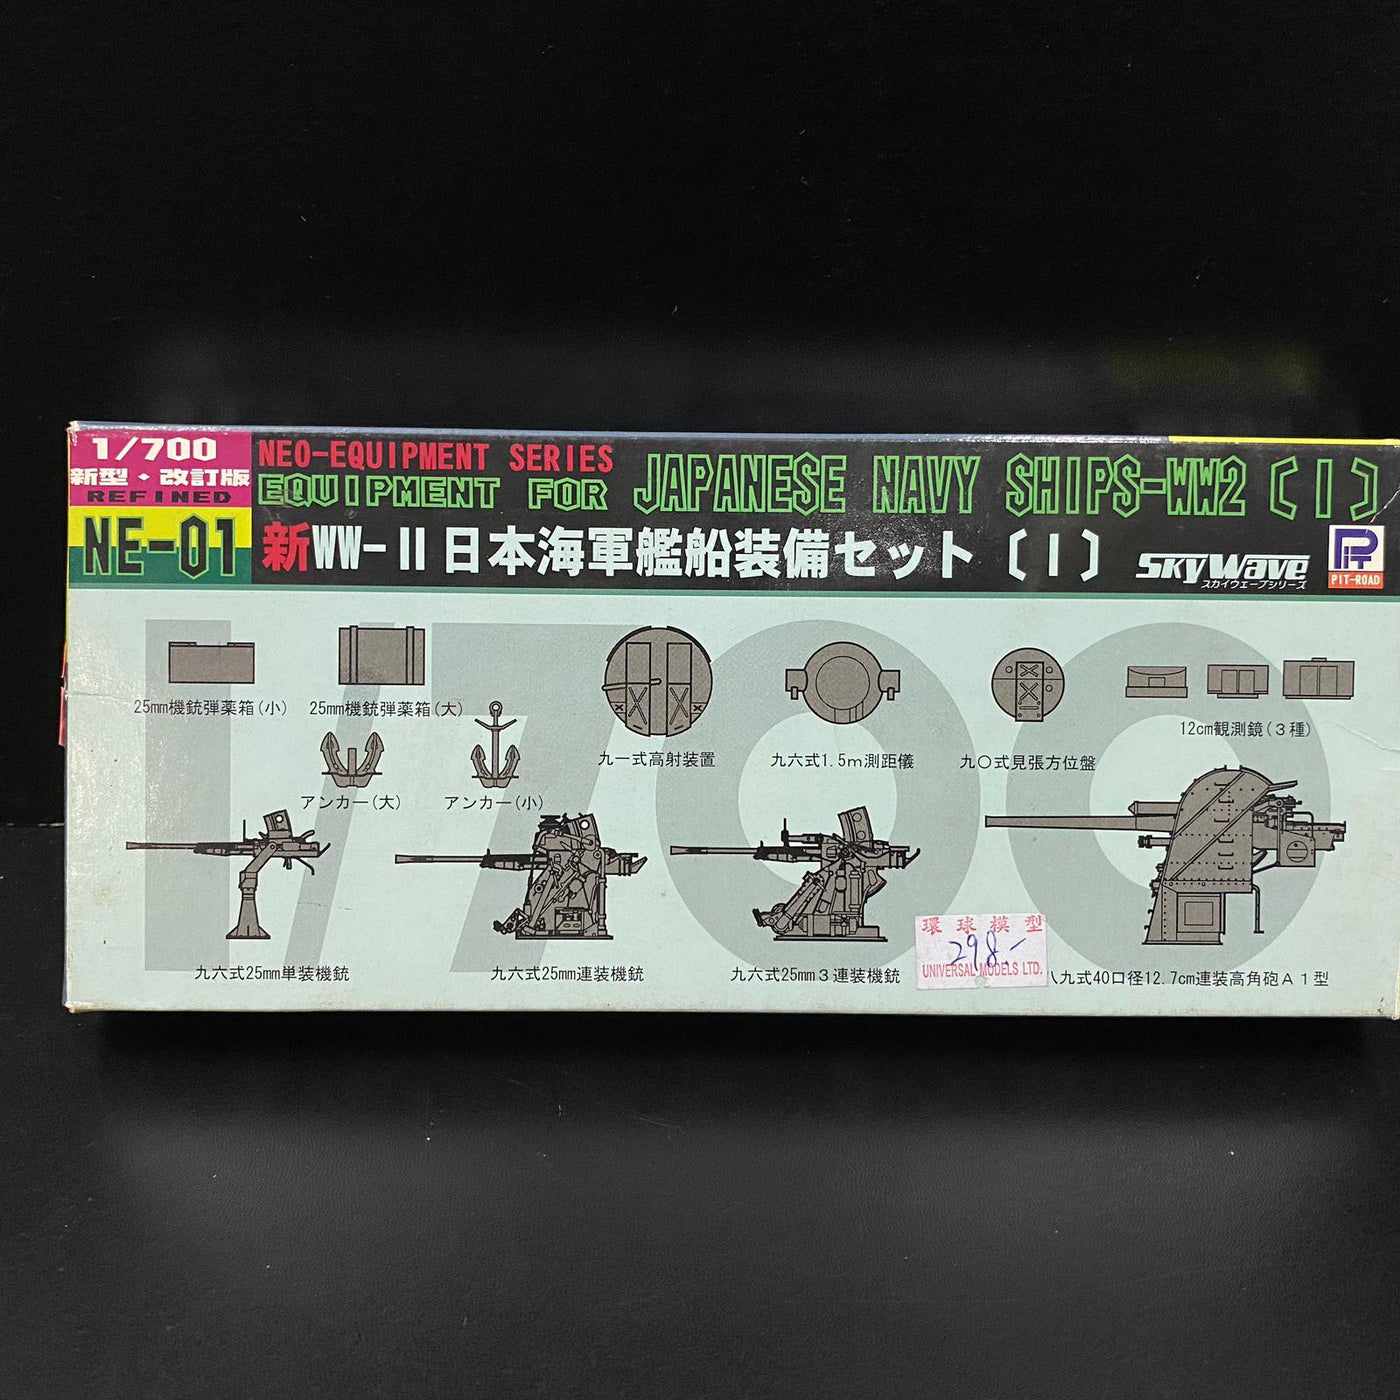 1/700
新型・改訂版
REFINED
NE-01
NEO-EQUIPMENT SERIES
EQUIPMENT FOR JAPANESE NAVY SHIPS-WW2〔I〕
新WW-II日本海軍艦船装備セット〔I〕
SKYWAVE
スカイウェーブシリーズ
PIT-ROAD
1/700
25mm機銃弾薬箱(小)
25mm機銃弾薬箱(大)
九一式高射装置
九六式1.5m測距儀
九〇式見張方位盤
12cm観測鏡(3種)
アンカー(大)
アンカー(小)
九六式25mm単装機銃
九六式25mm連装機銃
九六式25mm3連装機銃
八九式40口径12.7cm連装高角砲A1型
環球模型
298.-
UNIVERSAL MODELS LTD.